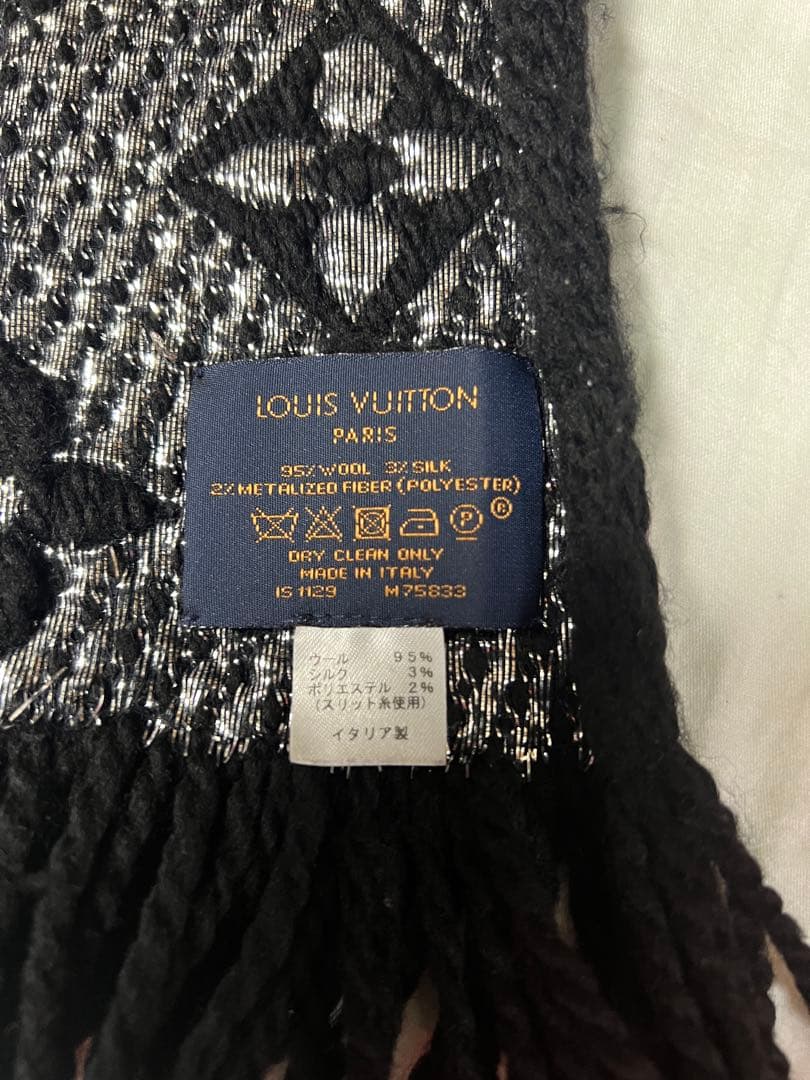 LOUIS VUITTON
PARIS
95% WOOL 3% SILK
2% METALIZED FIBER (POLYESTER)
P ®
DRY CLEAN ONLY
MADE IN ITALY
IS 1129 M75833
ウール 95%
シルク 3%
ポリエステル 2%
(スリット糸使用)
イタリア製